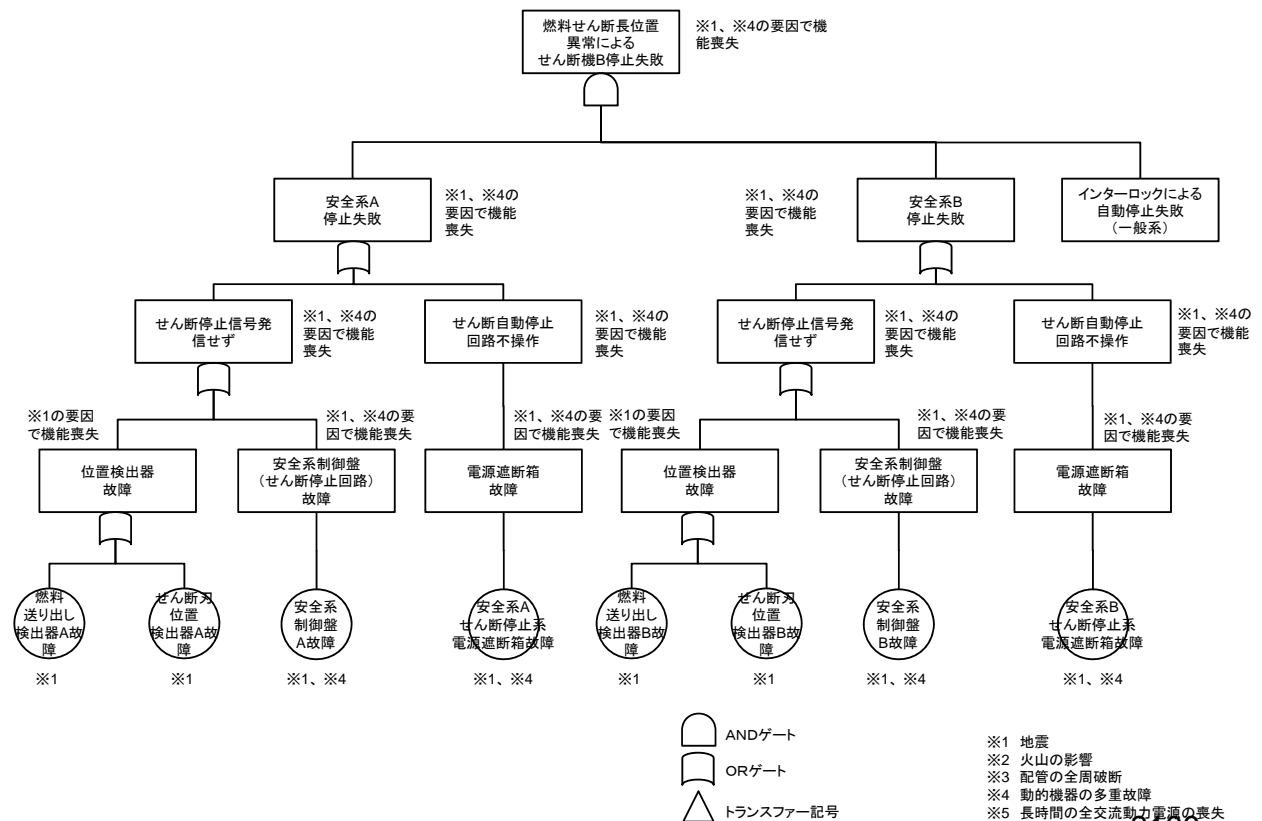 燃料せん断長位置
異常による
せん断機B停止失敗
※1、※4の要因で機
能喪失
安全系A
停止失敗
※1、※4の
要因で機能
喪失
※1、※4の
要因で機能
喪失
安全系B
停止失敗
インターロックによる
自動停止失敗
（一般系）
せん断停止信号発
信せず
※1、※4の
要因で機能
喪失
せん断自動停止
回路不操作
※1、※4の
要因で機能
喪失
せん断停止信号発
信せず
※1、※4の
要因で機能
喪失
せん断自動停止
回路不操作
※1、※4の
要因で機能
喪失
※1の要因
で機能喪失
※1、※4の要
因で機能喪失
※1、※4の要
因で機能喪失
※1の要因
で機能喪失
※1、※4の要
因で機能喪失
※1、※4の要
因で機能喪失
位置検出器
故障
安全系制御盤
（せん断停止回路）
故障
電源遮断箱
故障
位置検出器
故障
安全系制御盤
（せん断停止回路）
故障
電源遮断箱
故障
燃料
送り出し
検出器A故
障
せん断刃
位置
検出器A故
障
安全系
制御盤
A故障
安全系A
せん断停止系
電源遮断箱故障
燃料
送り出し
検出器B故
障
せん断刃
位置
検出器B故
障
安全系
制御盤
B故障
安全系B
せん断停止系
電源遮断箱故障
※1
※1
※1、※4
※1、※4
※1
※1
※1、※4
※1、※4
ANDゲート
ORゲート
トランスファー記号
※1 地震
※2 火山の影響
※3 配管の全周破断
※4 動的機器の多重故障
※5 長時間の全交流動力電源の喪失